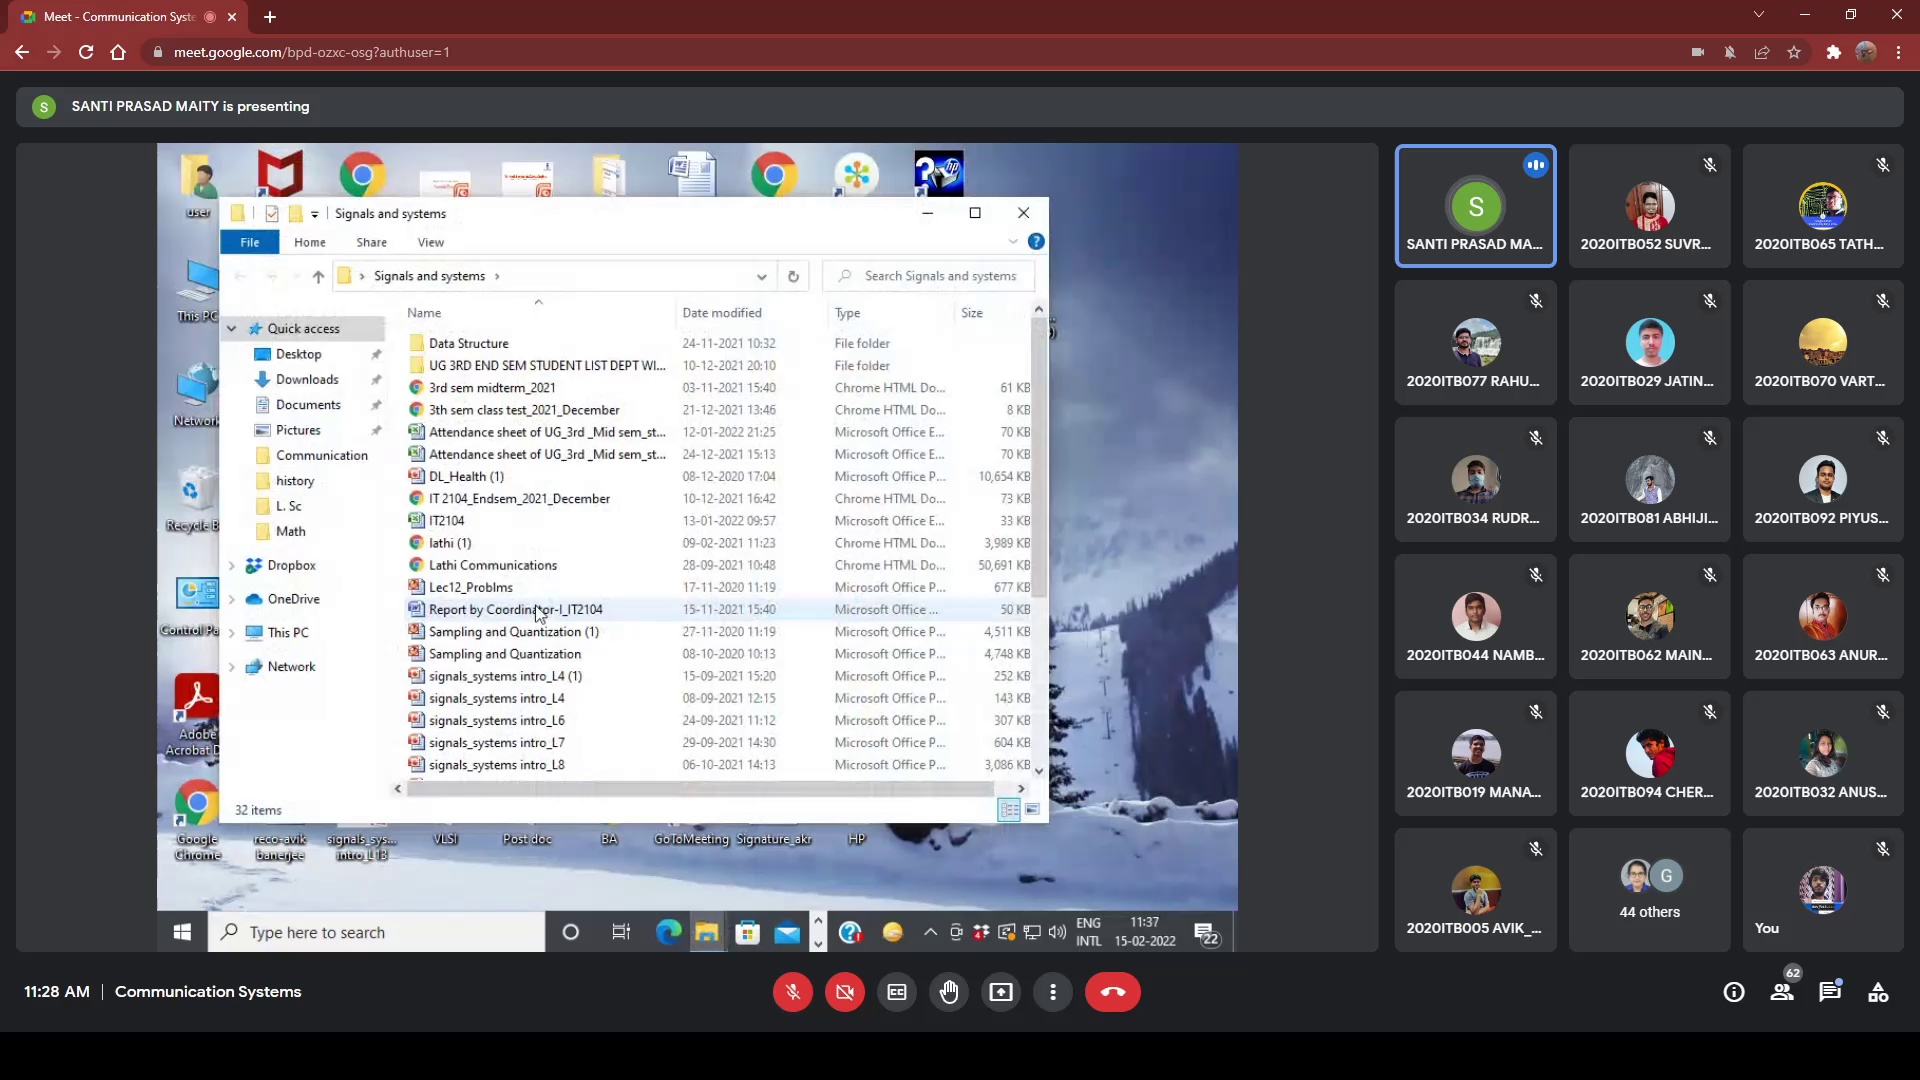 Meet - Communication Syste
meet.google.com/bpd-ozxc-osg?authuser=1
S
SANTI PRASAD MAITY is presenting
user
This PC
Network
Recycle B
Control Pa
Adobe
Acrobat D
Google
Chrome
Signals and systems
File
Home
Share
View
Signals and systems
Search Signals and systems
Quick access
Desktop
Downloads
Documents
Pictures
Communication
history
L. Sc
Math
Dropbox
OneDrive
This PC
Network
Name Date modified Type Size
Data Structure 24-11-2021 10:32 File folder
UG 3RD END SEM STUDENT LIST DEPT WI... 10-12-2021 20:10 File folder
3rd sem midterm_2021 03-11-2021 15:40 Chrome HTML Do... 61 KB
3th sem class test_2021_December 21-12-2021 13:46 Chrome HTML Do... 8 KB
Attendance sheet of UG_3rd _Mid sem_st... 12-01-2022 21:25 Microsoft Office E... 70 KB
Attendance sheet of UG_3rd _Mid sem_st... 24-12-2021 15:13 Microsoft Office E... 70 KB
DL_Health (1) 08-12-2020 17:04 Microsoft Office P... 10,654 KB
IT 2104_Endsem_2021_December 10-12-2021 16:42 Chrome HTML Do... 73 KB
IT2104 13-01-2022 09:57 Microsoft Office E... 33 KB
lathi (1) 09-02-2021 11:23 Chrome HTML Do... 3,989 KB
Lathi Communications 28-09-2021 10:48 Chrome HTML Do... 50,691 KB
Lec12_Problms 17-11-2020 11:19 Microsoft Office P... 677 KB
Report by Coordinator-I_IT2104 15-11-2021 15:40 Microsoft Office ... 50 KB
Sampling and Quantization (1) 27-11-2020 11:19 Microsoft Office P... 4,511 KB
Sampling and Quantization 08-10-2020 10:13 Microsoft Office P... 4,748 KB
signals_systems intro_L4 (1) 15-09-2021 15:20 Microsoft Office P... 252 KB
signals_systems intro_L4 08-09-2021 12:15 Microsoft Office P... 143 KB
signals_systems intro_L6 24-09-2021 11:12 Microsoft Office P... 307 KB
signals_systems intro_L7 29-09-2021 14:30 Microsoft Office P... 604 KB
signals_systems intro_L8 06-10-2021 14:13 Microsoft Office P... 3,086 KB
32 items
reco-avik
banerjee
signals_sys...
intro_L13
VLSI
Post doc
BA
GoToMeeting
Signature_akr
HP
Type here to search
ENG
INTL
11:37
15-02-2022
22
S
SANTI PRASAD MA...
2020ITB052 SUVR...
2020ITB065 TATH...
2020ITB077 RAHU...
2020ITB029 JATIN...
2020ITB070 VART...
2020ITB034 RUDR...
2020ITB081 ABHIJI...
2020ITB092 PIYUS...
2020ITB044 NAMB...
2020ITB062 MAIN...
2020ITB063 ANUR...
2020ITB019 MANA...
2020ITB094 CHER...
2020ITB032 ANUS...
2020ITB005 AVIK_...
G
44 others
You
11:28 AM | Communication Systems
62